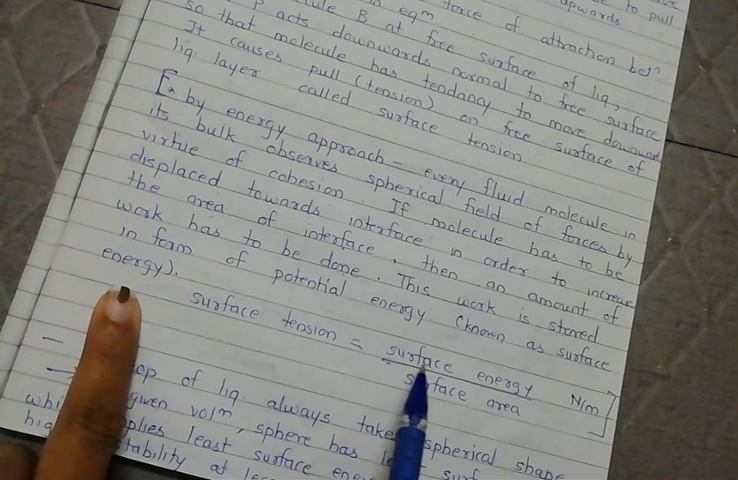 to pull
upwards
in eqn force of attraction betn
molecule B at free surface of liq,
P acts downwards normal to free surface
so that molecule has tendancy to move downward
It causes pull (tension) on free surface of
liq layer called surface tension
[* by energy approach - every fluid molecule in
its bulk observes spherical field of forces by
virtue of cohesion. If molecule has to be
displaced towards interface in order to increase
the area of interface, then an amount of
work has to be done. This work is stored
in form of potential energy (known as surface
energy).
surface tension = surface energy / surface area N/m]
→ of liq. always takes spherical shape
given volm, sphere has surf
least surface ener
stability at